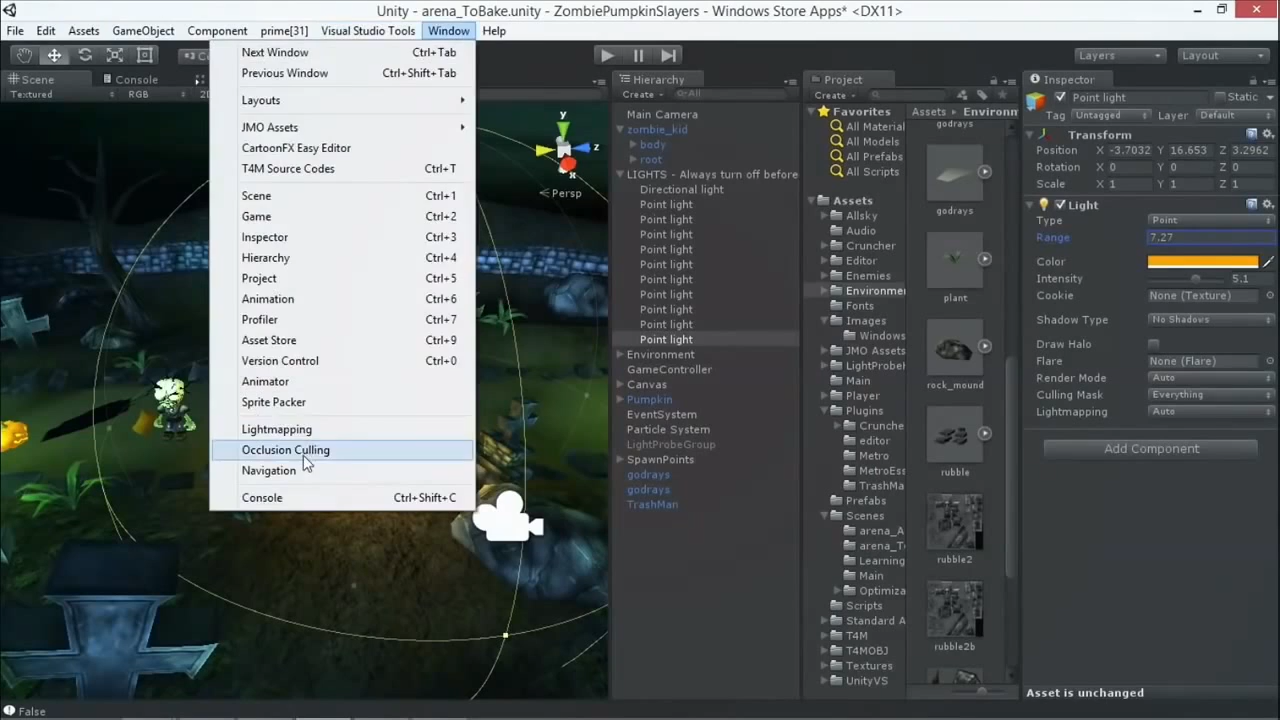 Unity - arena_ToBake.unity - ZombiePumpkinSlayers - Windows Store Apps* <DX11>
File Edit Assets GameObject Component prime[31] Visual Studio Tools Window Help
Layers Layout
Scene Console
Textured RGB
Next Window Ctrl+Tab
Previous Window Ctrl+Shift+Tab
Layouts
JMO Assets
CartoonFX Easy Editor
T4M Source Codes Ctrl+T
Scene Ctrl+1
Game Ctrl+2
Inspector Ctrl+3
Hierarchy Ctrl+4
Project Ctrl+5
Animation Ctrl+6
Profiler Ctrl+7
Asset Store Ctrl+9
Version Control Ctrl+0
Animator
Sprite Packer
Lightmapping
Occlusion Culling
Navigation
Console Ctrl+Shift+C
y
z
x
Persp
Hierarchy
Create All
Main Camera
zombie_kid
body
root
LIGHTS - Always turn off before
Directional light
Point light
Point light
Point light
Point light
Point light
Point light
Point light
Point light
Point light
Point light
Environment
GameController
Canvas
Pumpkin
EventSystem
Particle System
LightProbeGroup
SpawnPoints
godrays
godrays
TrashMan
Project
Create
Favorites
All Material
All Models
All Prefabs
All Scripts
Assets
Allsky
Audio
Cruncher
Editor
Enemies
Environmer
Fonts
Images
Windows
JMO Assets
LightProbeH
Main
Player
Plugins
Cruncher
editor
Metro
MetroEss
TrashMa
Prefabs
Scenes
arena_A
arena_To
Learning
Main
Optimiza
Scripts
Standard A
T4M
T4MOBJ
Textures
UnityVS
Assets Environm
godrays
godrays
plant
rock_mound
rubble
rubble2
rubble2b
Inspector
Point light Static
Tag Untagged Layer Default
Transform
Position X -3.7032 Y 16.653 Z 3.2962
Rotation X 0 Y 0 Z 0
Scale X 1 Y 1 Z 1
Light
Type Point
Range 7.27
Color
Intensity 5.1
Cookie None (Texture)
Shadow Type No Shadows
Draw Halo
Flare None (Flare)
Render Mode Auto
Culling Mask Everything
Lightmapping Auto
Add Component
Asset is unchanged
False